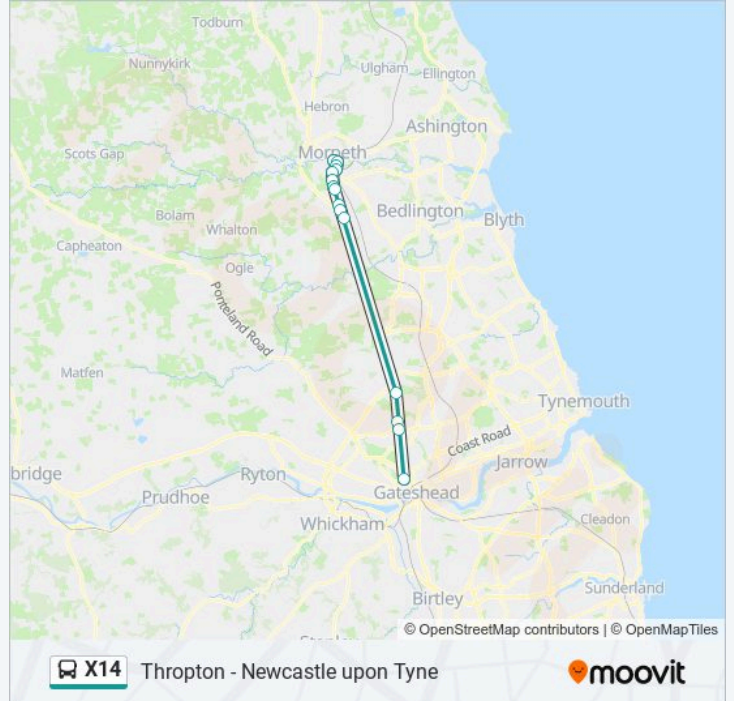 Todburn
Nunnykirk
Ulgham
Ellington
Hebron
Ashington
Scots Gap
Morpeth
Bedlington
Bolam
Blyth
Whalton
Capheaton
Ogle
Ponteland Road
Matfen
Tynemouth
Coast Road
bridge
Ryton
Jarrow
Prudhoe
Gateshead
Whickham
Cleadon
Sunderland
Birtley
© OpenStreetMap contributors | © OpenMapTiles
X14 Thropton - Newcastle upon Tyne moovit